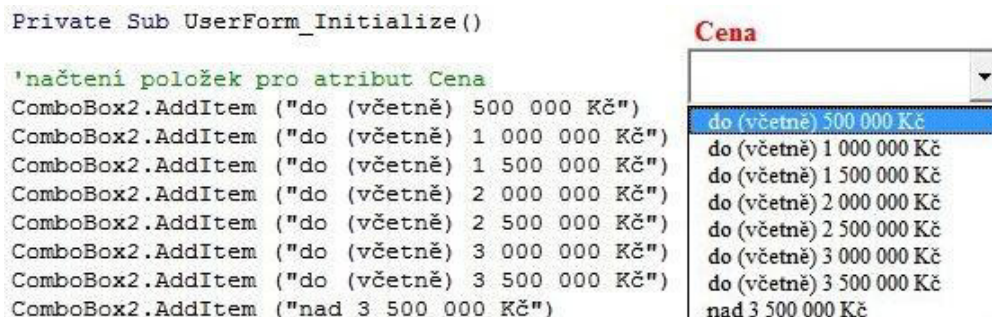 Private Sub UserForm_Initialize()
'načtení položek pro atribut Cena
ComboBox2.AddItem ("do (včetně) 500 000 Kč")
ComboBox2.AddItem ("do (včetně) 1 000 000 Kč")
ComboBox2.AddItem ("do (včetně) 1 500 000 Kč")
ComboBox2.AddItem ("do (včetně) 2 000 000 Kč")
ComboBox2.AddItem ("do (včetně) 2 500 000 Kč")
ComboBox2.AddItem ("do (včetně) 3 000 000 Kč")
ComboBox2.AddItem ("do (včetně) 3 500 000 Kč")
ComboBox2.AddItem ("nad 3 500 000 Kč")
Cena
do (včetně) 500 000 Kč
do (včetně) 1 000 000 Kč
do (včetně) 1 500 000 Kč
do (včetně) 2 000 000 Kč
do (včetně) 2 500 000 Kč
do (včetně) 3 000 000 Kč
do (včetně) 3 500 000 Kč
nad 3 500 000 Kč